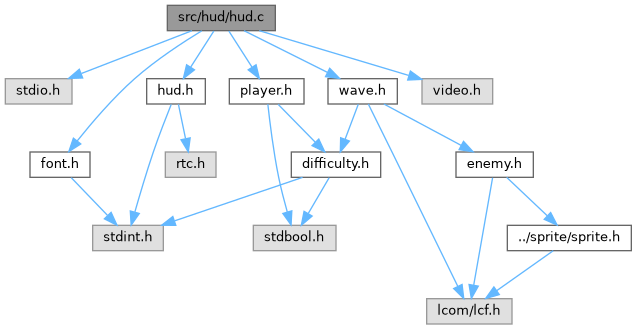 src/hud/hud.c
stdio.h
hud.h
player.h
wave.h
video.h
font.h
rtc.h
difficulty.h
enemy.h
stdint.h
stdbool.h
../sprite/sprite.h
lcom/lcf.h